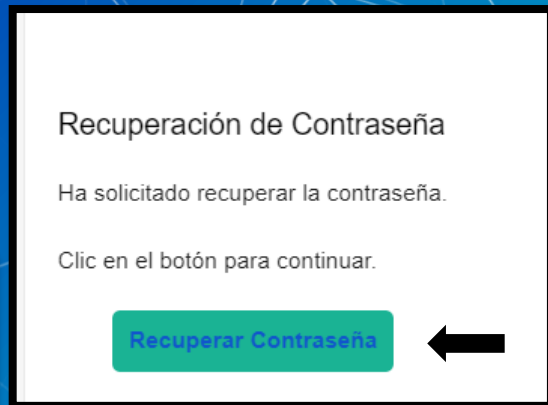 Recuperación de Contraseña
Ha solicitado recuperar la contraseña.
Clic en el botón para continuar.
Recuperar Contraseña